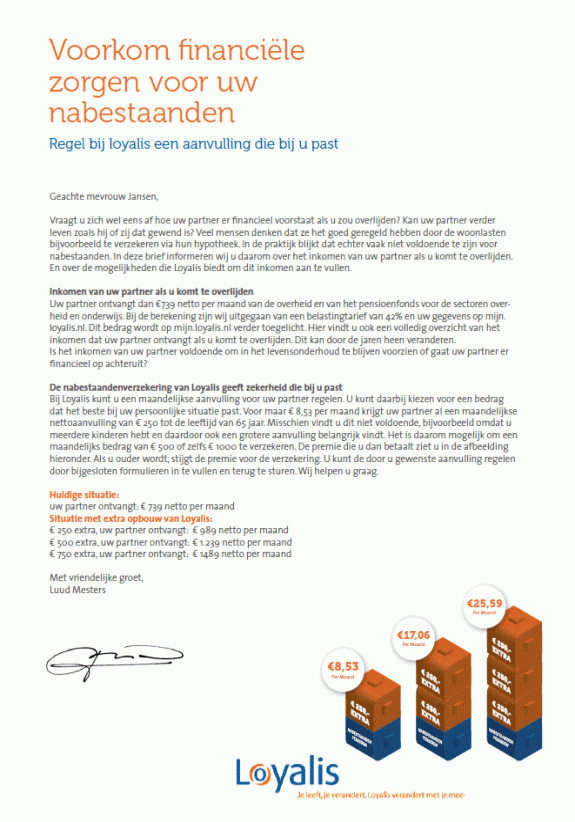 Voorkom financiële
zorgen voor uw
nabestaanden
Regel bij loyalis een aanvulling die bij u past
Geachte mevrouw Jansen,
Vraagt u zich wel eens af hoe uw partner er financieel voorstaat als u zou overlijden? Kan uw partner verder
leven zoals hij of zij dat gewend is? Veel mensen denken dat ze het goed geregeld hebben door de woonlasten
bijvoorbeeld te verzekeren via hun hypotheek. In de praktijk blijkt dat echter vaak niet voldoende te zijn voor
nabestaanden. In deze brief informeren wij u daarom over het inkomen van uw partner als u komt te overlijden.
En over de mogelijkheden die Loyalis biedt om dit inkomen aan te vullen.
Inkomen van uw partner als u komt te overlijden
Uw partner ontvangt dan €739 netto per maand van de overheid en van het pensioenfonds voor de sectoren over-
heid en onderwijs. Bij de berekening zijn wij uitgegaan van een belastingtarief van 42% en uw gegevens op mijn.
loyalis.nl. Dit bedrag wordt op mijn.loyalis.nl verder toegelicht. Hier vindt u ook een volledig overzicht van het
inkomen dat uw partner ontvangt als u komt te overlijden. Dit kan door de jaren heen veranderen.
Is het inkomen van uw partner voldoende om in het levensonderhoud te blijven voorzien of gaat uw partner er
financieel op achteruit?
De nabestaandenverzekering van Loyalis geeft zekerheid die bij u past
Bij Loyalis kunt u een maandelijkse aanvulling voor uw partner regelen. U kunt daarbij kiezen voor een bedrag
dat het beste bij uw persoonlijke situatie past. Voor maar € 8,53 per maand krijgt uw partner al een maandelijkse
nettoaanvulling van € 250 tot de leeftijd van 65 jaar. Misschien vindt u dit niet voldoende, bijvoorbeeld omdat u
meerdere kinderen hebt en daardoor ook een grotere aanvulling belangrijk vindt. Het is daarom mogelijk om een
maandelijks bedrag van € 500 of zelfs € 1000 te verzekeren. De premie die u dan betaalt ziet u in de afbeelding
hieronder. Als u ouder wordt, stijgt de premie voor de verzekering. U kunt de door u gewenste aanvulling regelen
door bijgesloten formulieren in te vullen en terug te sturen. Wij helpen u graag.
Huidige situatie:
uw partner ontvangt: € 739 netto per maand
Situatie met extra opbouw van Loyalis:
€ 250 extra, uw partner ontvangt: € 989 netto per maand
€ 500 extra, uw partner ontvangt: € 1.239 netto per maand
€ 750 extra, uw partner ontvangt: € 1489 netto per maand
Met vriendelijke groet,
Luud Mesters
€8,53
Per Maand
€ 250,-
EXTRA
NABESTAANDEN
PENSIOEN
€17,06
Per Maand
€ 250,-
EXTRA
€ 250,-
EXTRA
NABESTAANDEN
PENSIOEN
€25,59
Per Maand
€ 250,-
EXTRA
€ 250,-
EXTRA
€ 250,-
EXTRA
NABESTAANDEN
PENSIOEN
Loyalis
Je leeft, je verandert. Loyalis verandert met je mee.